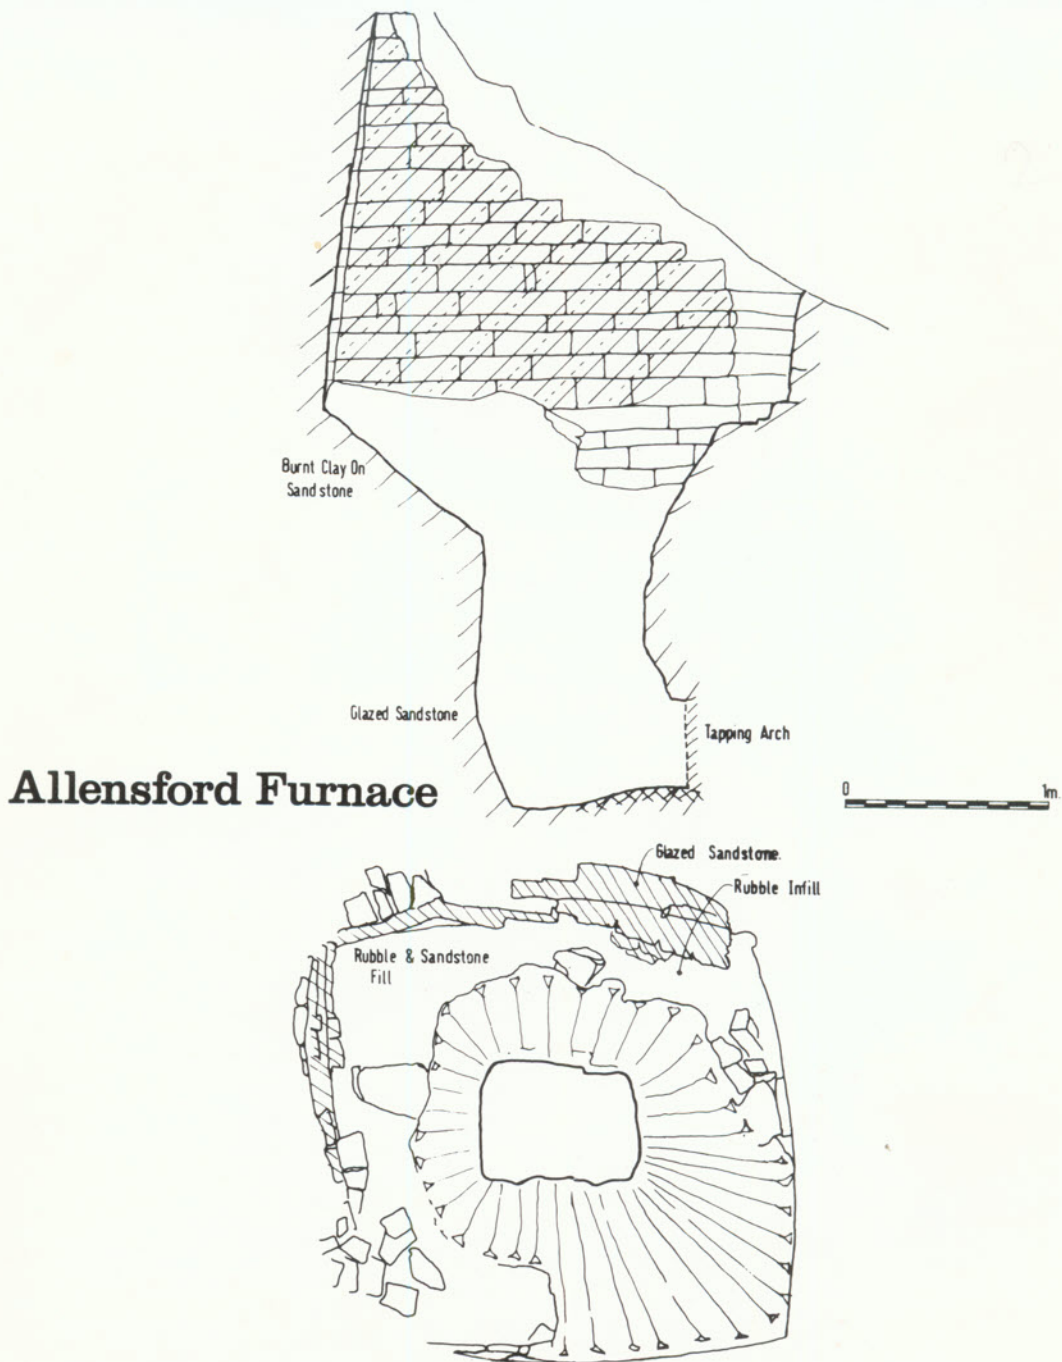 Burnt Clay On
Sandstone
Glazed Sandstone
Tapping Arch
Allensford Furnace
0 1m.
Glazed Sandstone.
Rubble Infill
Rubble & Sandstone
Fill